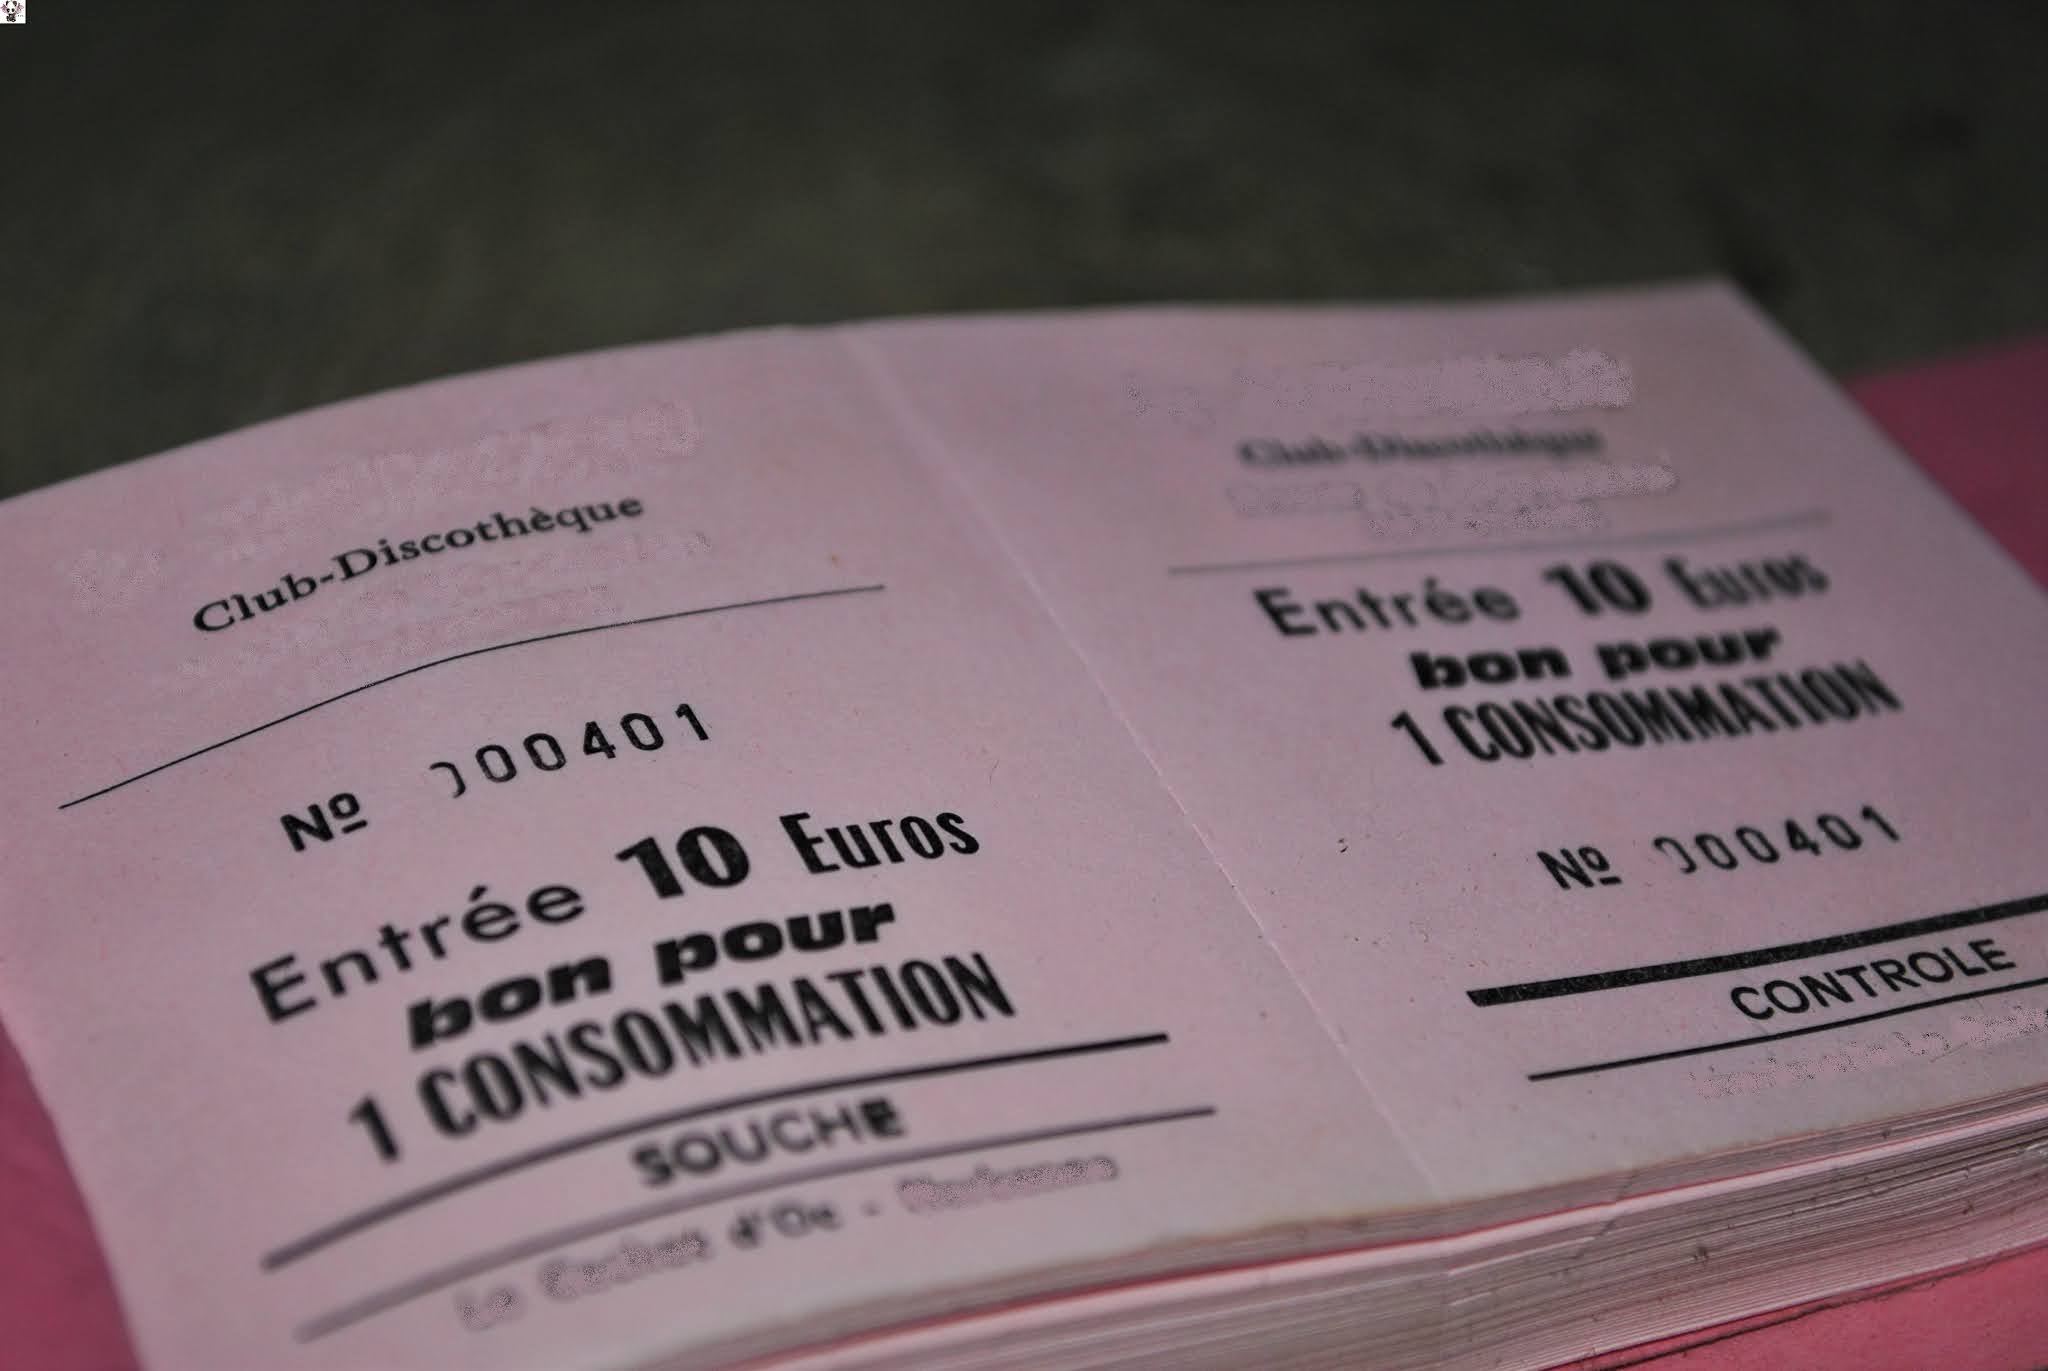 Club-Discothèque
Nº 000401
Entrée 10 Euros
bon pour
1 CONSOMMATION
SOUCHE
d'Or -
Club-Discothèque
Entrée 10 Euros
bon pour
1 CONSOMMATION
Nº 000401
CONTROLE